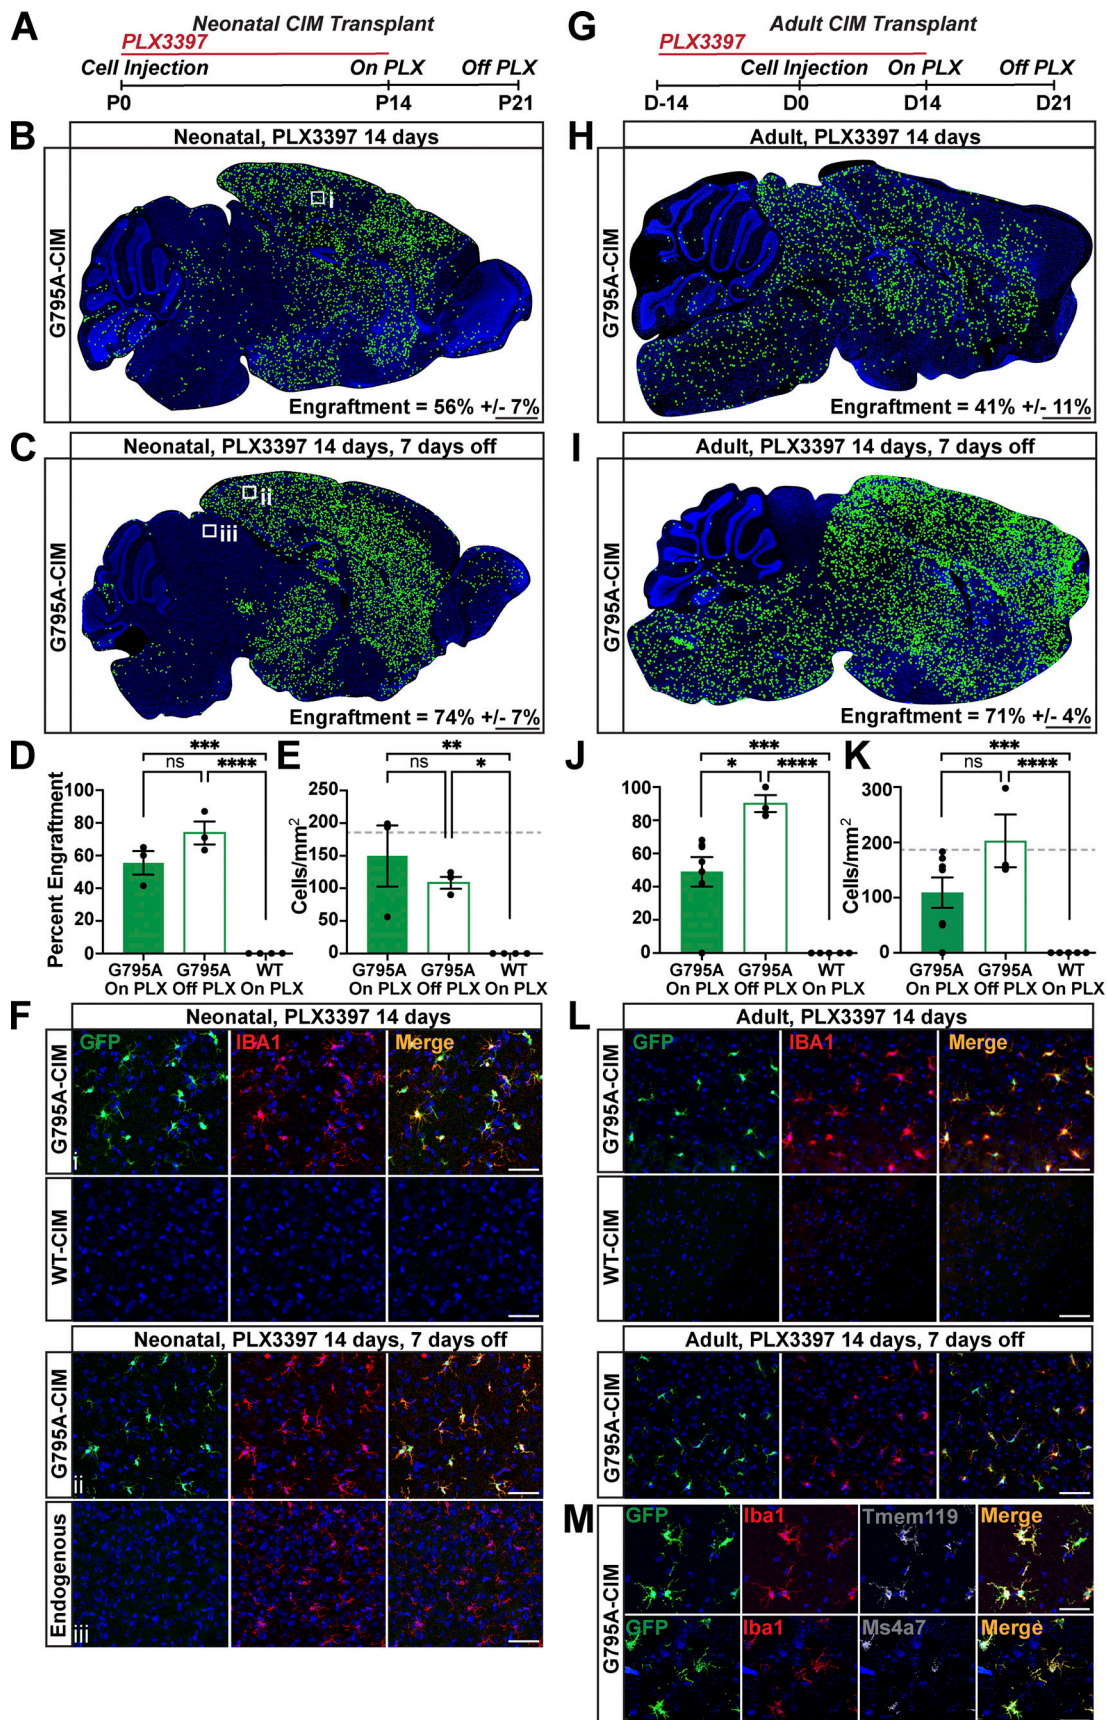 A
Neonatal CIM Transplant
PLX3397
Cell Injection On PLX Off PLX
P0 P14 P21
B
Neonatal, PLX3397 14 days
G795A-CIM
i
Engraftment = 56% +/- 7%
C
Neonatal, PLX3397 14 days, 7 days off
G795A-CIM
ii
iii
Engraftment = 74% +/- 7%
D
Percent Engraftment
100
80
60
40
20
0
***
ns ****
G795A G795A WT
On PLX Off PLX On PLX
E
Cells/mm2
250
200
150
100
50
0
**
ns *
G795A G795A WT
On PLX Off PLX On PLX
F
Neonatal, PLX3397 14 days
G795A-CIM
GFP IBA1 Merge
i
WT-CIM
Neonatal, PLX3397 14 days, 7 days off
G795A-CIM
ii
Endogenous
iii
G
Adult CIM Transplant
PLX3397
Cell Injection On PLX Off PLX
D-14 D0 D14 D21
H
Adult, PLX3397 14 days
G795A-CIM
Engraftment = 41% +/- 11%
I
Adult, PLX3397 14 days, 7 days off
G795A-CIM
Engraftment = 71% +/- 4%
J
100
80
60
40
20
0
***
* ****
G795A G795A WT
On PLX Off PLX On PLX
K
Cells/mm2
300
200
100
0
***
ns ****
G795A G795A WT
On PLX Off PLX On PLX
L
Adult, PLX3397 14 days
G795A-CIM
GFP IBA1 Merge
WT-CIM
Adult, PLX3397 14 days, 7 days off
G795A-CIM
M
G795A-CIM
GFP Iba1 Tmem119 Merge
GFP Iba1 Ms4a7 Merge